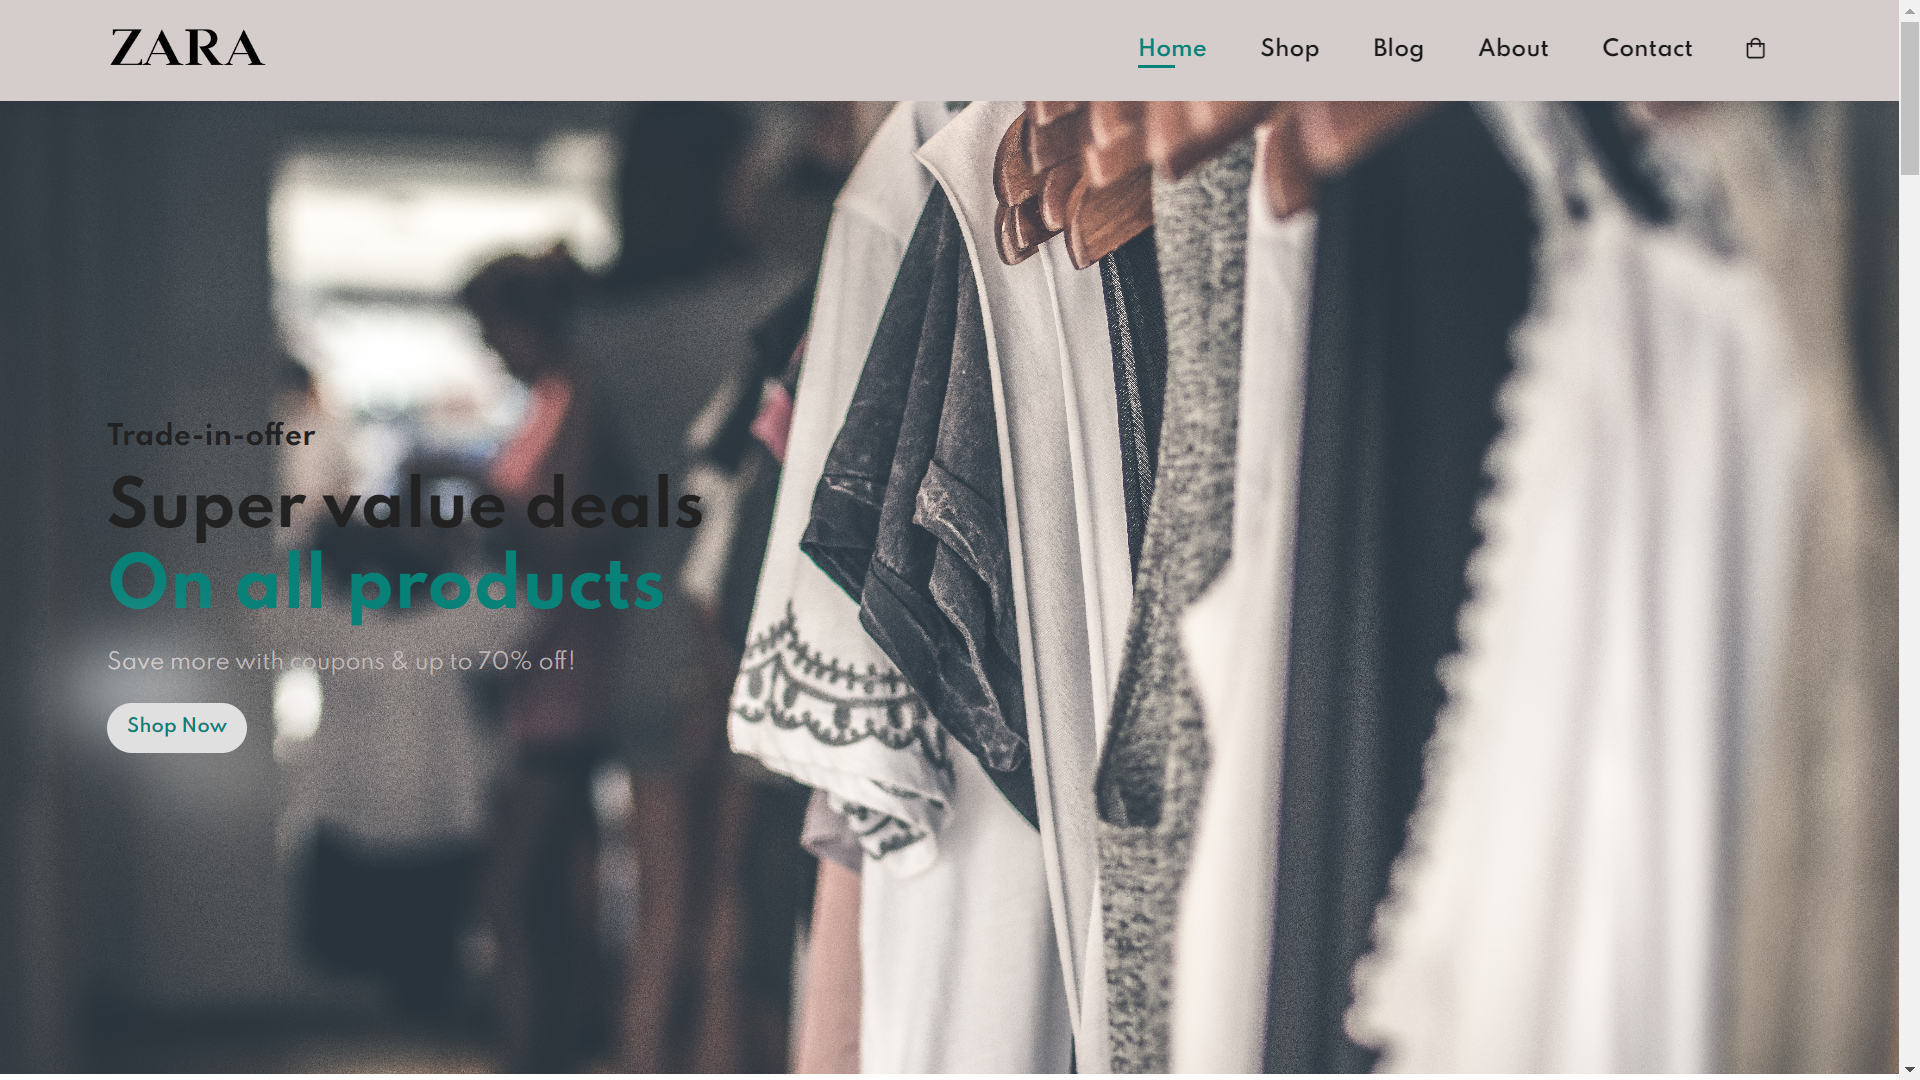 ZARA
Home Shop Blog About Contact
Trade-in-offer
Super value deals
On all products
Save more with coupons & up to 70% off!
Shop Now